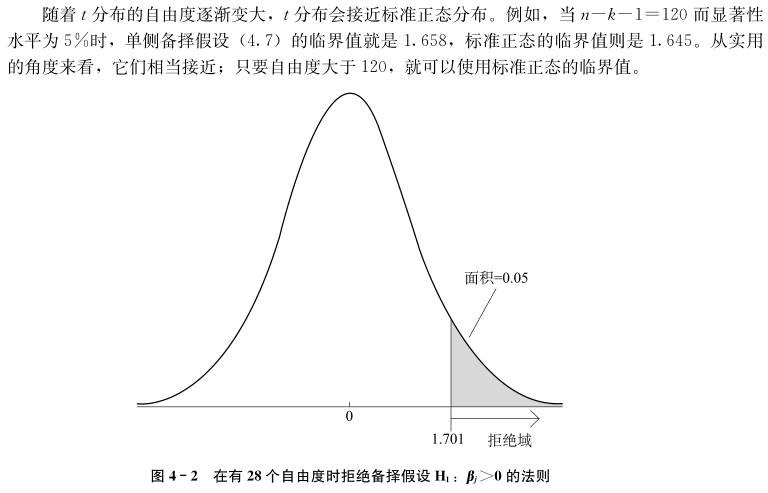 随着 t 分布的自由度逐渐变大，t 分布会接近标准正态分布。例如，当 n－k－1＝120 而显著性
水平为 5％时，单侧备择假设（4.7）的临界值就是 1.658，标准正态的临界值则是 1.645。从实用
的角度来看，它们相当接近；只要自由度大于 120，就可以使用标准正态的临界值。
面积=0.05
0
1.701
拒绝域
图 4－2 在有 28 个自由度时拒绝备择假设 H₁：βⱼ＞0 的法则